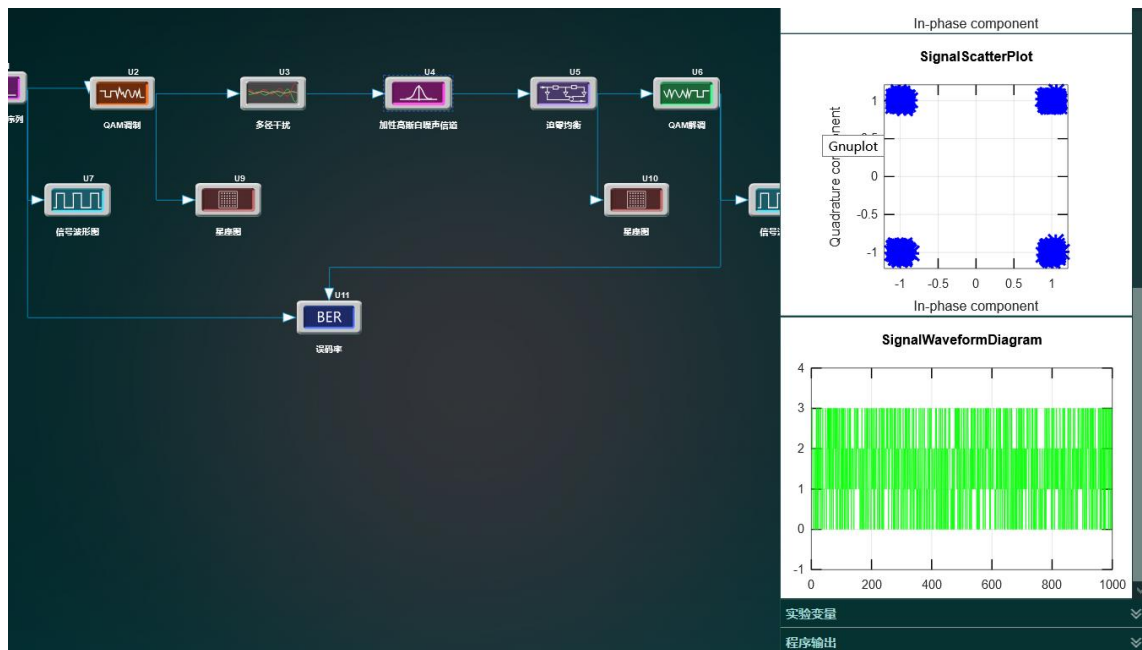 U2
U3
U4
U5
U6
序列
QAM调制
多径干扰
加性高斯白噪声信道
迫零均衡
QAM解调
U7
U9
U10
信号波形图
星座图
星座图
U11
BER
误码率
In-phase component
SignalScatterPlot
Quadrature
1
Gnuplot
0
-0.5
-1
-1 -0.5 0 0.5 1
In-phase component
SignalWaveformDiagram
4
3
2
1
0
-1
0 200 400 600 800 1000
实验变量
程序输出